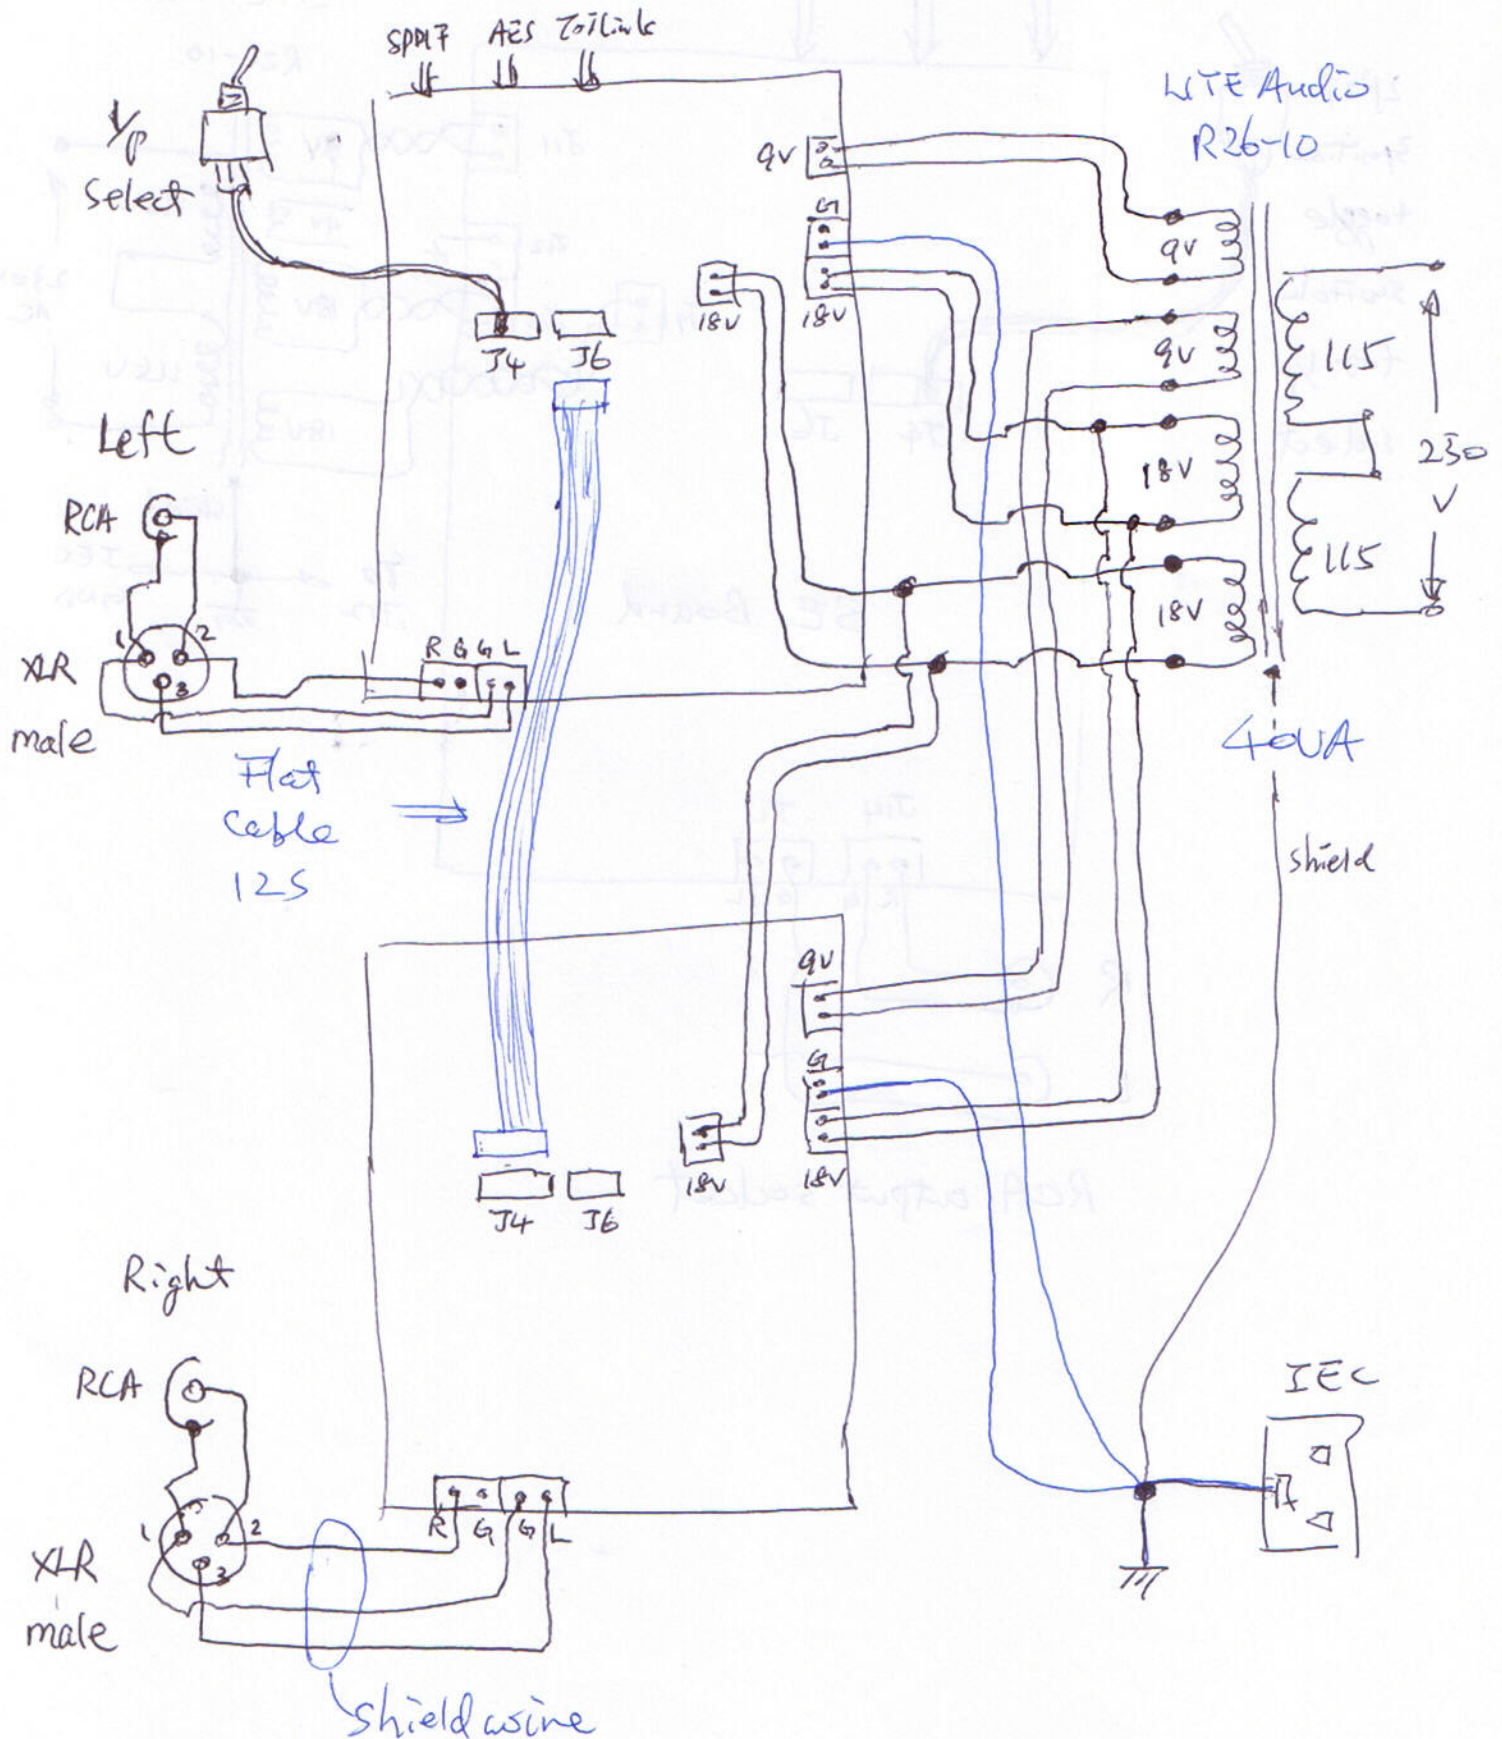 SPDIF AES Toslink
I/P
Select
LITE Audio
R26-10
9V
G
18V
18V
J4
J6
9V
9V
18V
18V
115
115
230
V
Left
RCA
1
2
3
XLR
male
R G G L
Flat
Cable
12S
40VA
shield
9V
G
18V
18V
J4
J6
Right
RCA
1
2
3
XLR
male
R G G L
IEC
shield wire